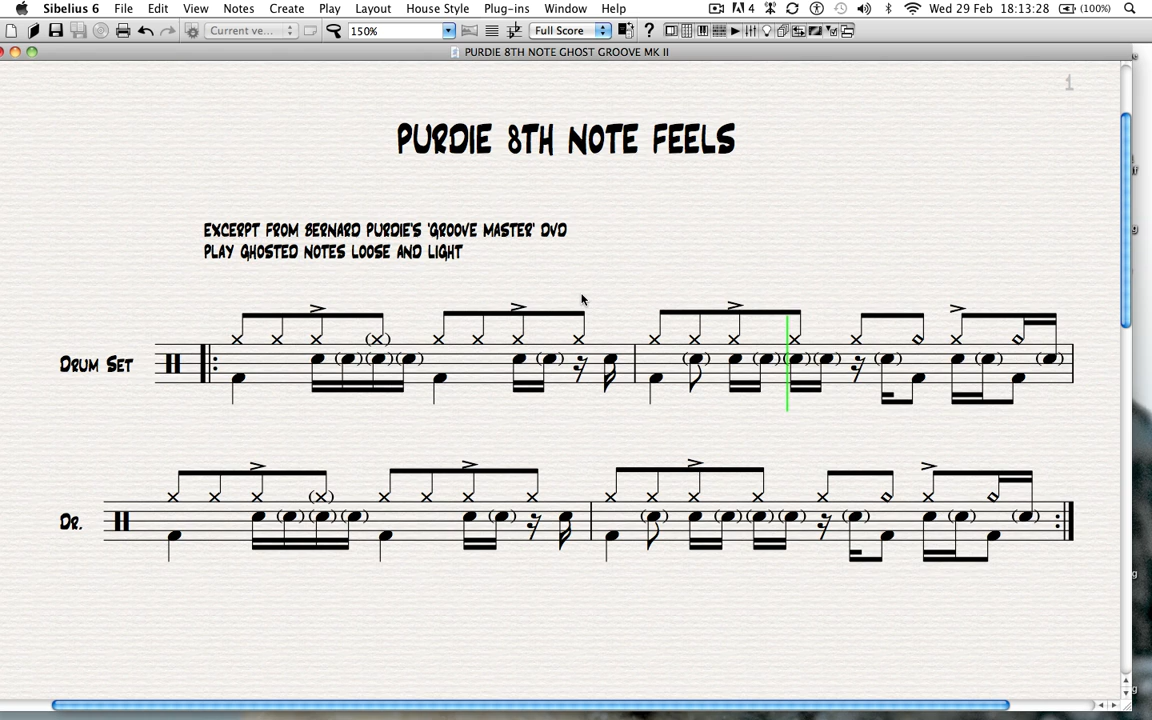 Sibelius 6 File Edit View Notes Create Play Layout House Style Plug-ins Window Help 4 Wed 29 Feb 18:13:28 (100%)
Current ve... 150% Full Score ?
PURDIE 8TH NOTE GHOST GROOVE MK II
1
PURDIE 8TH NOTE FEELS
EXCERPT FROM BERNARD PURDIE'S 'GROOVE MASTER' DVD
PLAY GHOSTED NOTES LOOSE AND LIGHT
DRUM SET
DR.